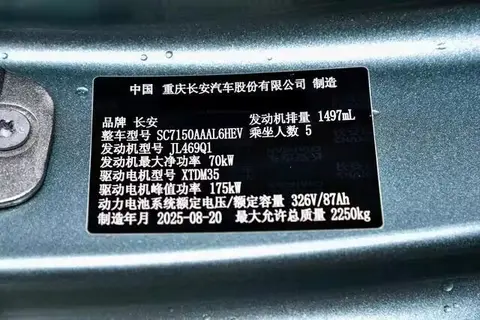 中国 重庆长安汽车股份有限公司 制造
品牌 长安 发动机排量 1497mL
整车型号 SC7150AAAL6HEV 乘坐人数 5
发动机型号 JL469Q1
发动机最大净功率 70kW
驱动电机型号 XTDM35
驱动电机峰值功率 175kW
动力电池系统额定电压/额定容量 326V/87Ah
制造年月 2025-08-20 最大允许总质量 2250kg